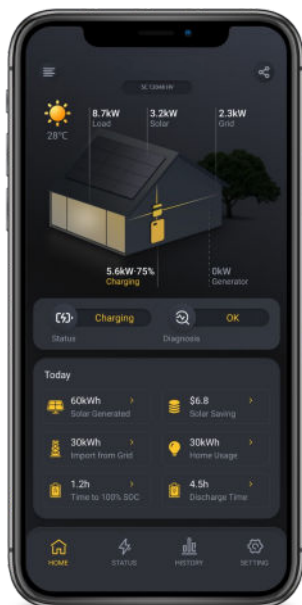 8.7kW 3.2kW 2.3kW
Load Solar Grid
28°C
5.6kW·75% 0kW
Charging Generator
Charging OK
Status Diagnosis
Today
60kWh > $6.8 >
Solar Generated Solar Saving
30kWh > 30kWh >
Import from Grid Home Usage
1.2h > 4.5h >
Time to 100% SOC Discharge Time
HOME STATUS HISTORY SETTING